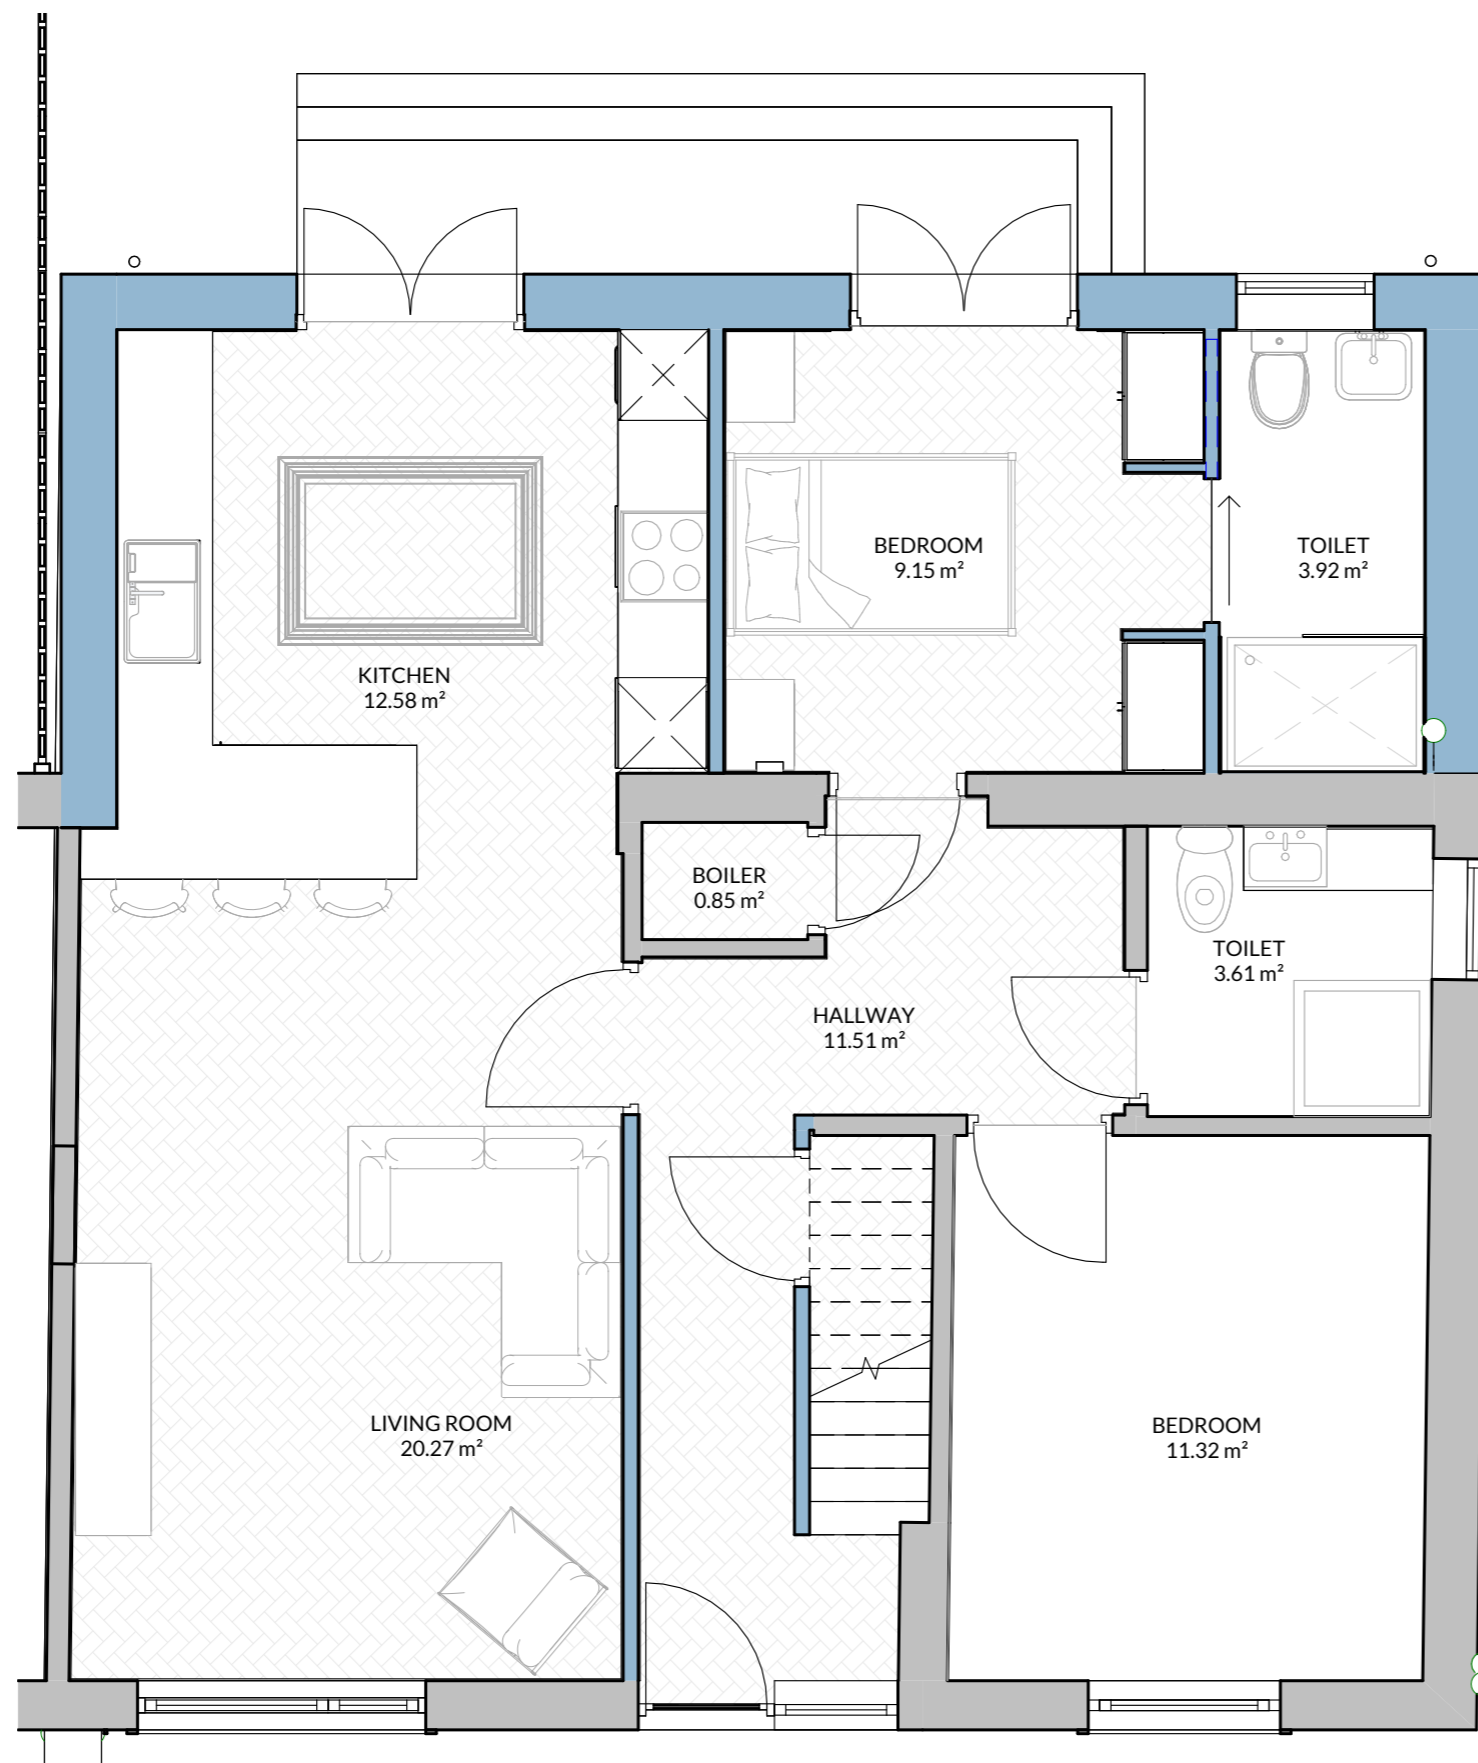 BEDROOM
9.15 m²
TOILET
3.92 m²
KITCHEN
12.58 m²
BOILER
0.85 m²
TOILET
3.61 m²
HALLWAY
11.51 m²
LIVING ROOM
20.27 m²
BEDROOM
11.32 m²